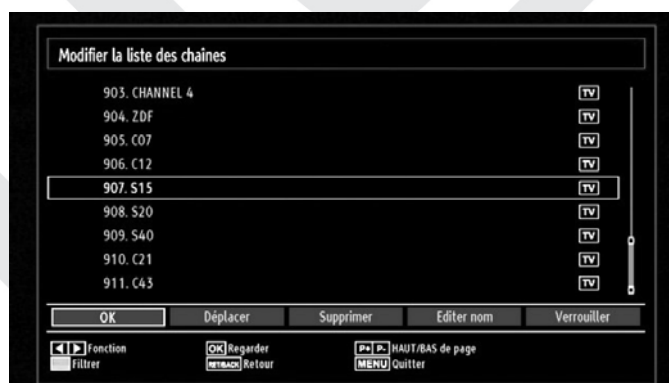 Modifier la liste des chaînes
903. CHANNEL 4 TV
904. ZDF TV
905. C07 TV
906. C12 TV
907. S15 TV
908. S20 TV
909. S40 TV
910. C21 TV
911. C43 TV
OK Déplacer Supprimer Editer nom Verrouiller
Fonction OK Regarder P+ P- HAUT/BAS de page
Filtrer RET/BACK Retour MENU Quitter